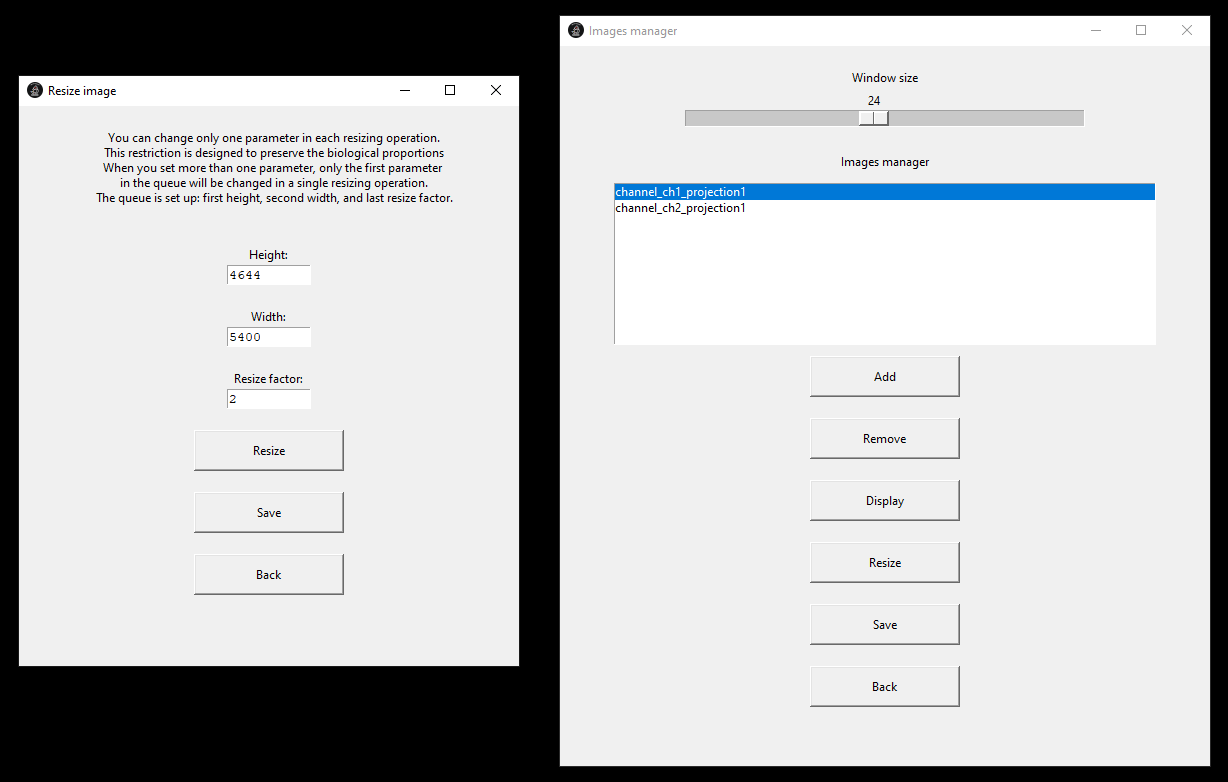 Resize image
You can change only one parameter in each resizing operation.
This restriction is designed to preserve the biological proportions
When you set more than one parameter, only the first parameter
in the queue will be changed in a single resizing operation.
The queue is set up: first height, second width, and last resize factor.
Height:
4644
Width:
5400
Resize factor:
2
Resize
Save
Back
Images manager
Window size
24
Images manager
channel_ch1_projection1
channel_ch2_projection1
Add
Remove
Display
Resize
Save
Back